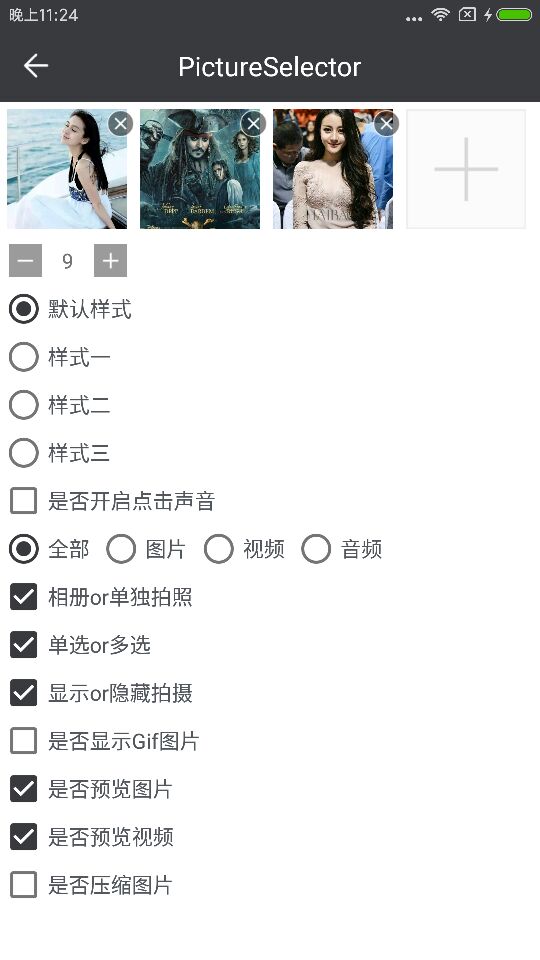 晚上11:24
PictureSelector
9
默认样式
样式一
样式二
样式三
是否开启点击声音
全部 图片 视频 音频
相册or单独拍照
单选or多选
显示or隐藏拍摄
是否显示Gif图片
是否预览图片
是否预览视频
是否压缩图片